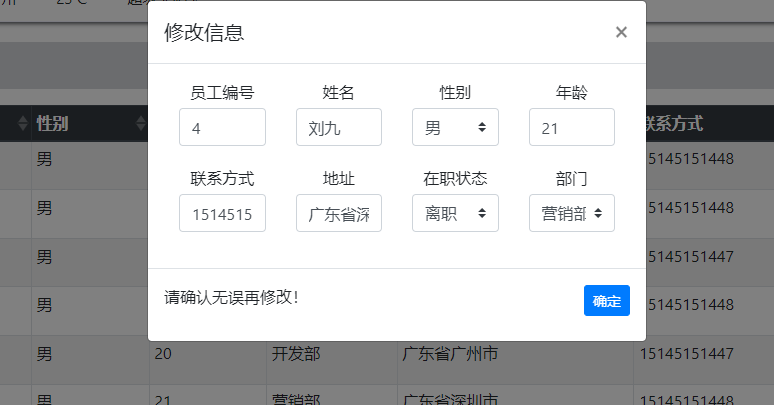 修改信息 ×
员工编号 姓名 性别 年龄
4 刘九 男 21
联系方式 地址 在职状态 部门
1514515 广东省深 离职 营销部
请确认无误再修改!
确定
性别 联系方式
男 15145151448
男 15145151448
男 15145151447
男 15145151448
男 20 开发部 广东省广州市 15145151447
男 21 营销部 广东省深圳市 15145151448